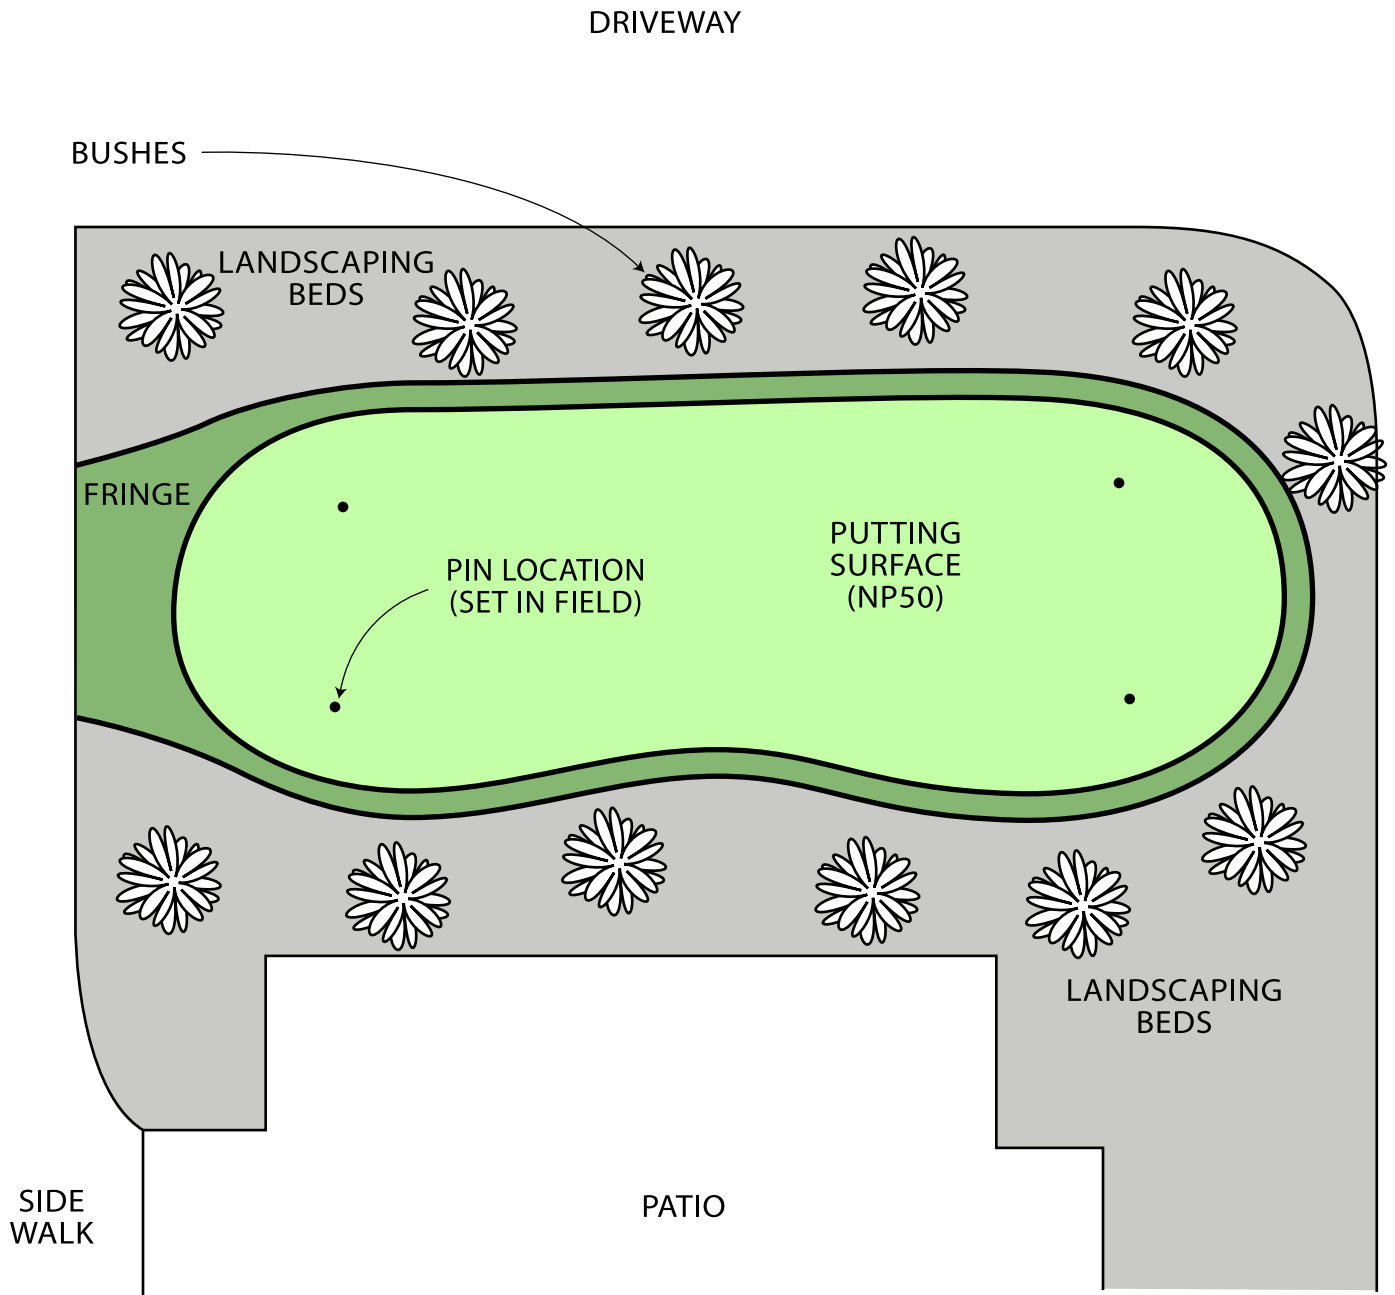 DRIVEWAY
BUSHES
LANDSCAPING
BEDS
FRINGE
PUTTING
SURFACE
(NP50)
PIN LOCATION
(SET IN FIELD)
LANDSCAPING
BEDS
SIDE
WALK
PATIO